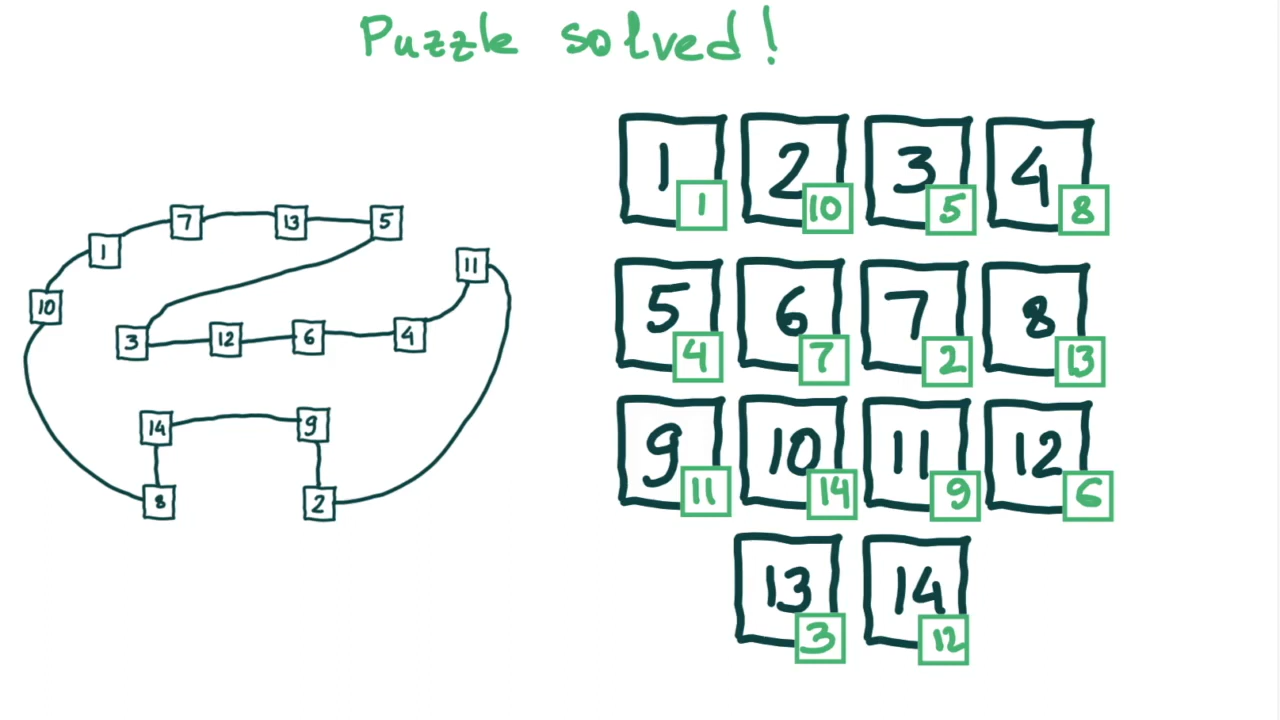 Puzzle solved!
7 13 5
1
11
10
3 12 6 4
14 9
8 2
1 2 3 4
1 10 5 8
5 6 7 8
4 7 2 13
9 10 11 12
11 14 9 6
13 14
3 12